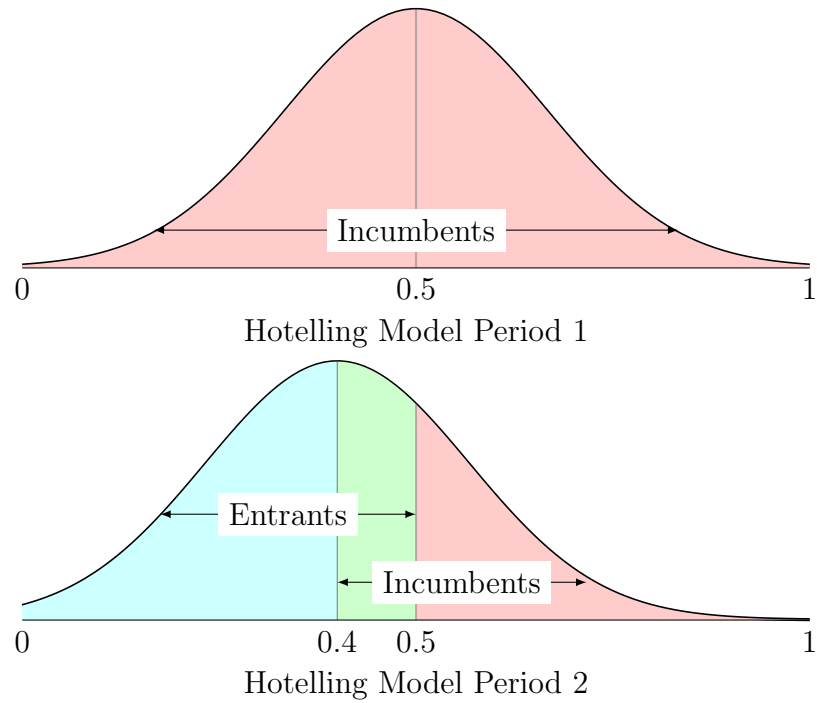 Incumbents
0 0.5 1
Hotelling Model Period 1
Entrants
Incumbents
0 0.4 0.5 1
Hotelling Model Period 2